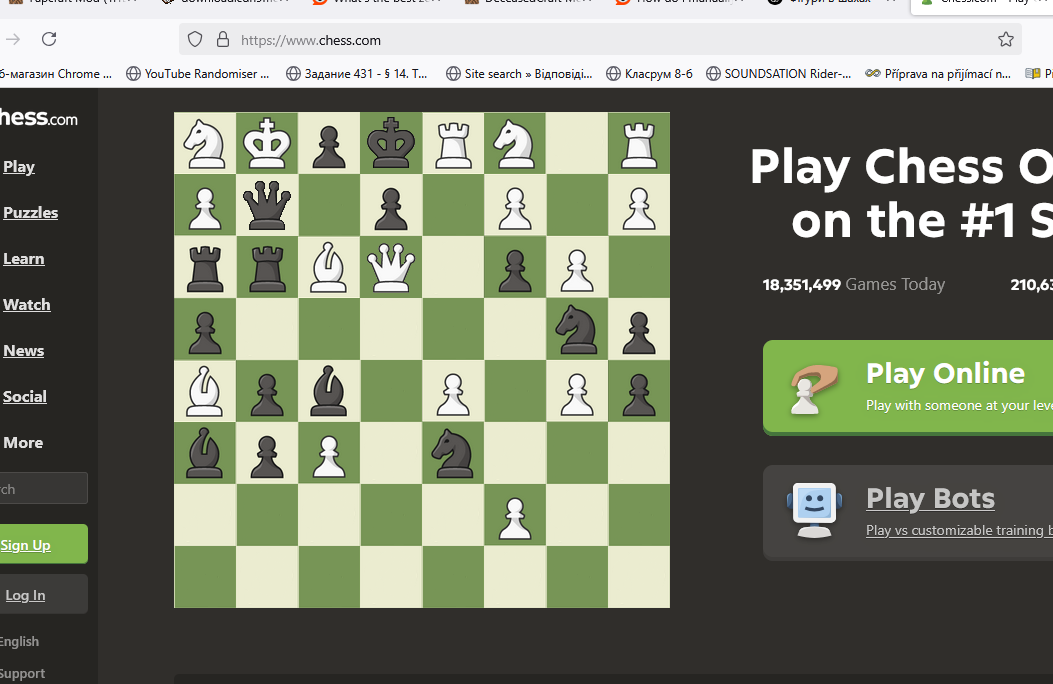 https://www.chess.com
б-магазин Chrome ... YouTube Randomiser ... Задание 431 - § 14. Т... Site search » Відповіді... Класрум 8-б SOUNDSATION Rider-... Příprava na přijímací n...
hess.com
Play
Puzzles
Learn
Watch
News
Social
More
rch
Sign Up
Log In
English
Support
Play Chess O
on the #1 S
18,351,499 Games Today 210,63
Play Online
Play with someone at your leve
Play Bots
Play vs customizable training b